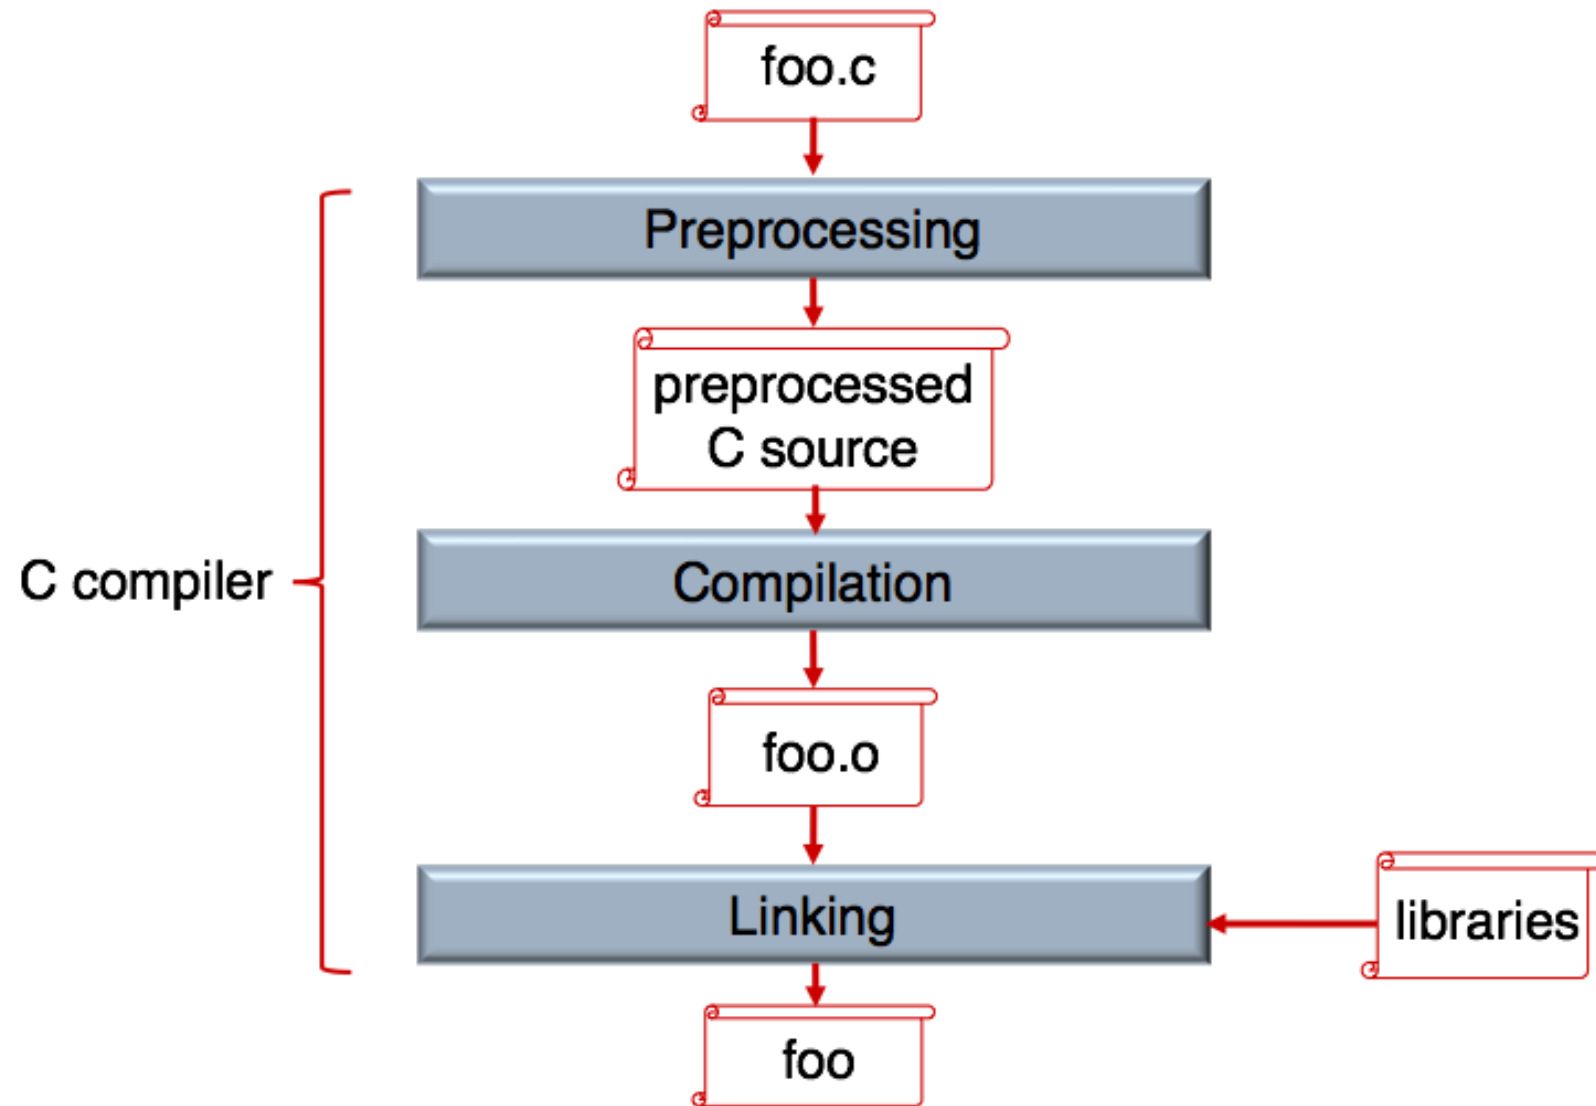 foo.c
Preprocessing
preprocessed
C source
C compiler
Compilation
foo.o
Linking
libraries
foo